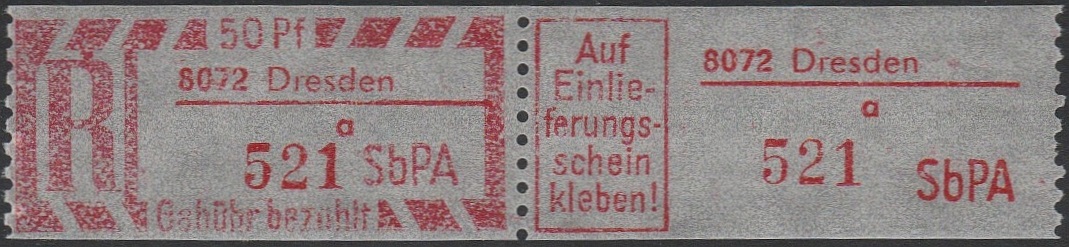 50 Pf
R
8072 Dresden
a
521 SbPA
Gebühr bezahlt
Auf
Einlie-
ferungs-
schein
kleben!
8072 Dresden
a
521
SbPA